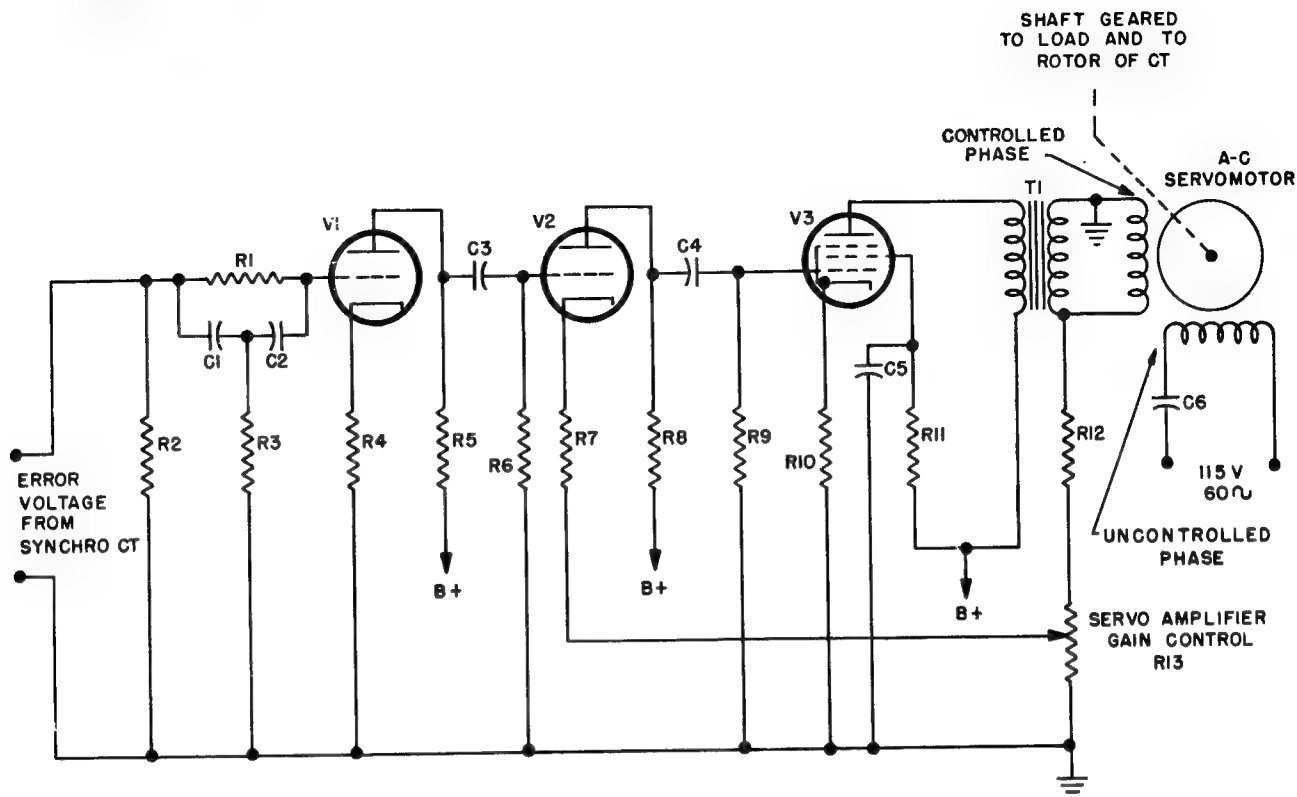 SHAFT GEARED
TO LOAD AND TO
ROTOR OF CT
CONTROLLED
PHASE
A-C
SERVOMOTOR
T1
V1
V2
V3
C3
C4
R1
C1
C2
C5
C6
R2
R3
R4
R5
R6
R7
R8
R9
R10
R11
R12
115 V
60~
ERROR
VOLTAGE
FROM
SYNCHRO CT
UNCONTROLLED
PHASE
B+
B+
B+
SERVO AMPLIFIER
GAIN CONTROL
R13